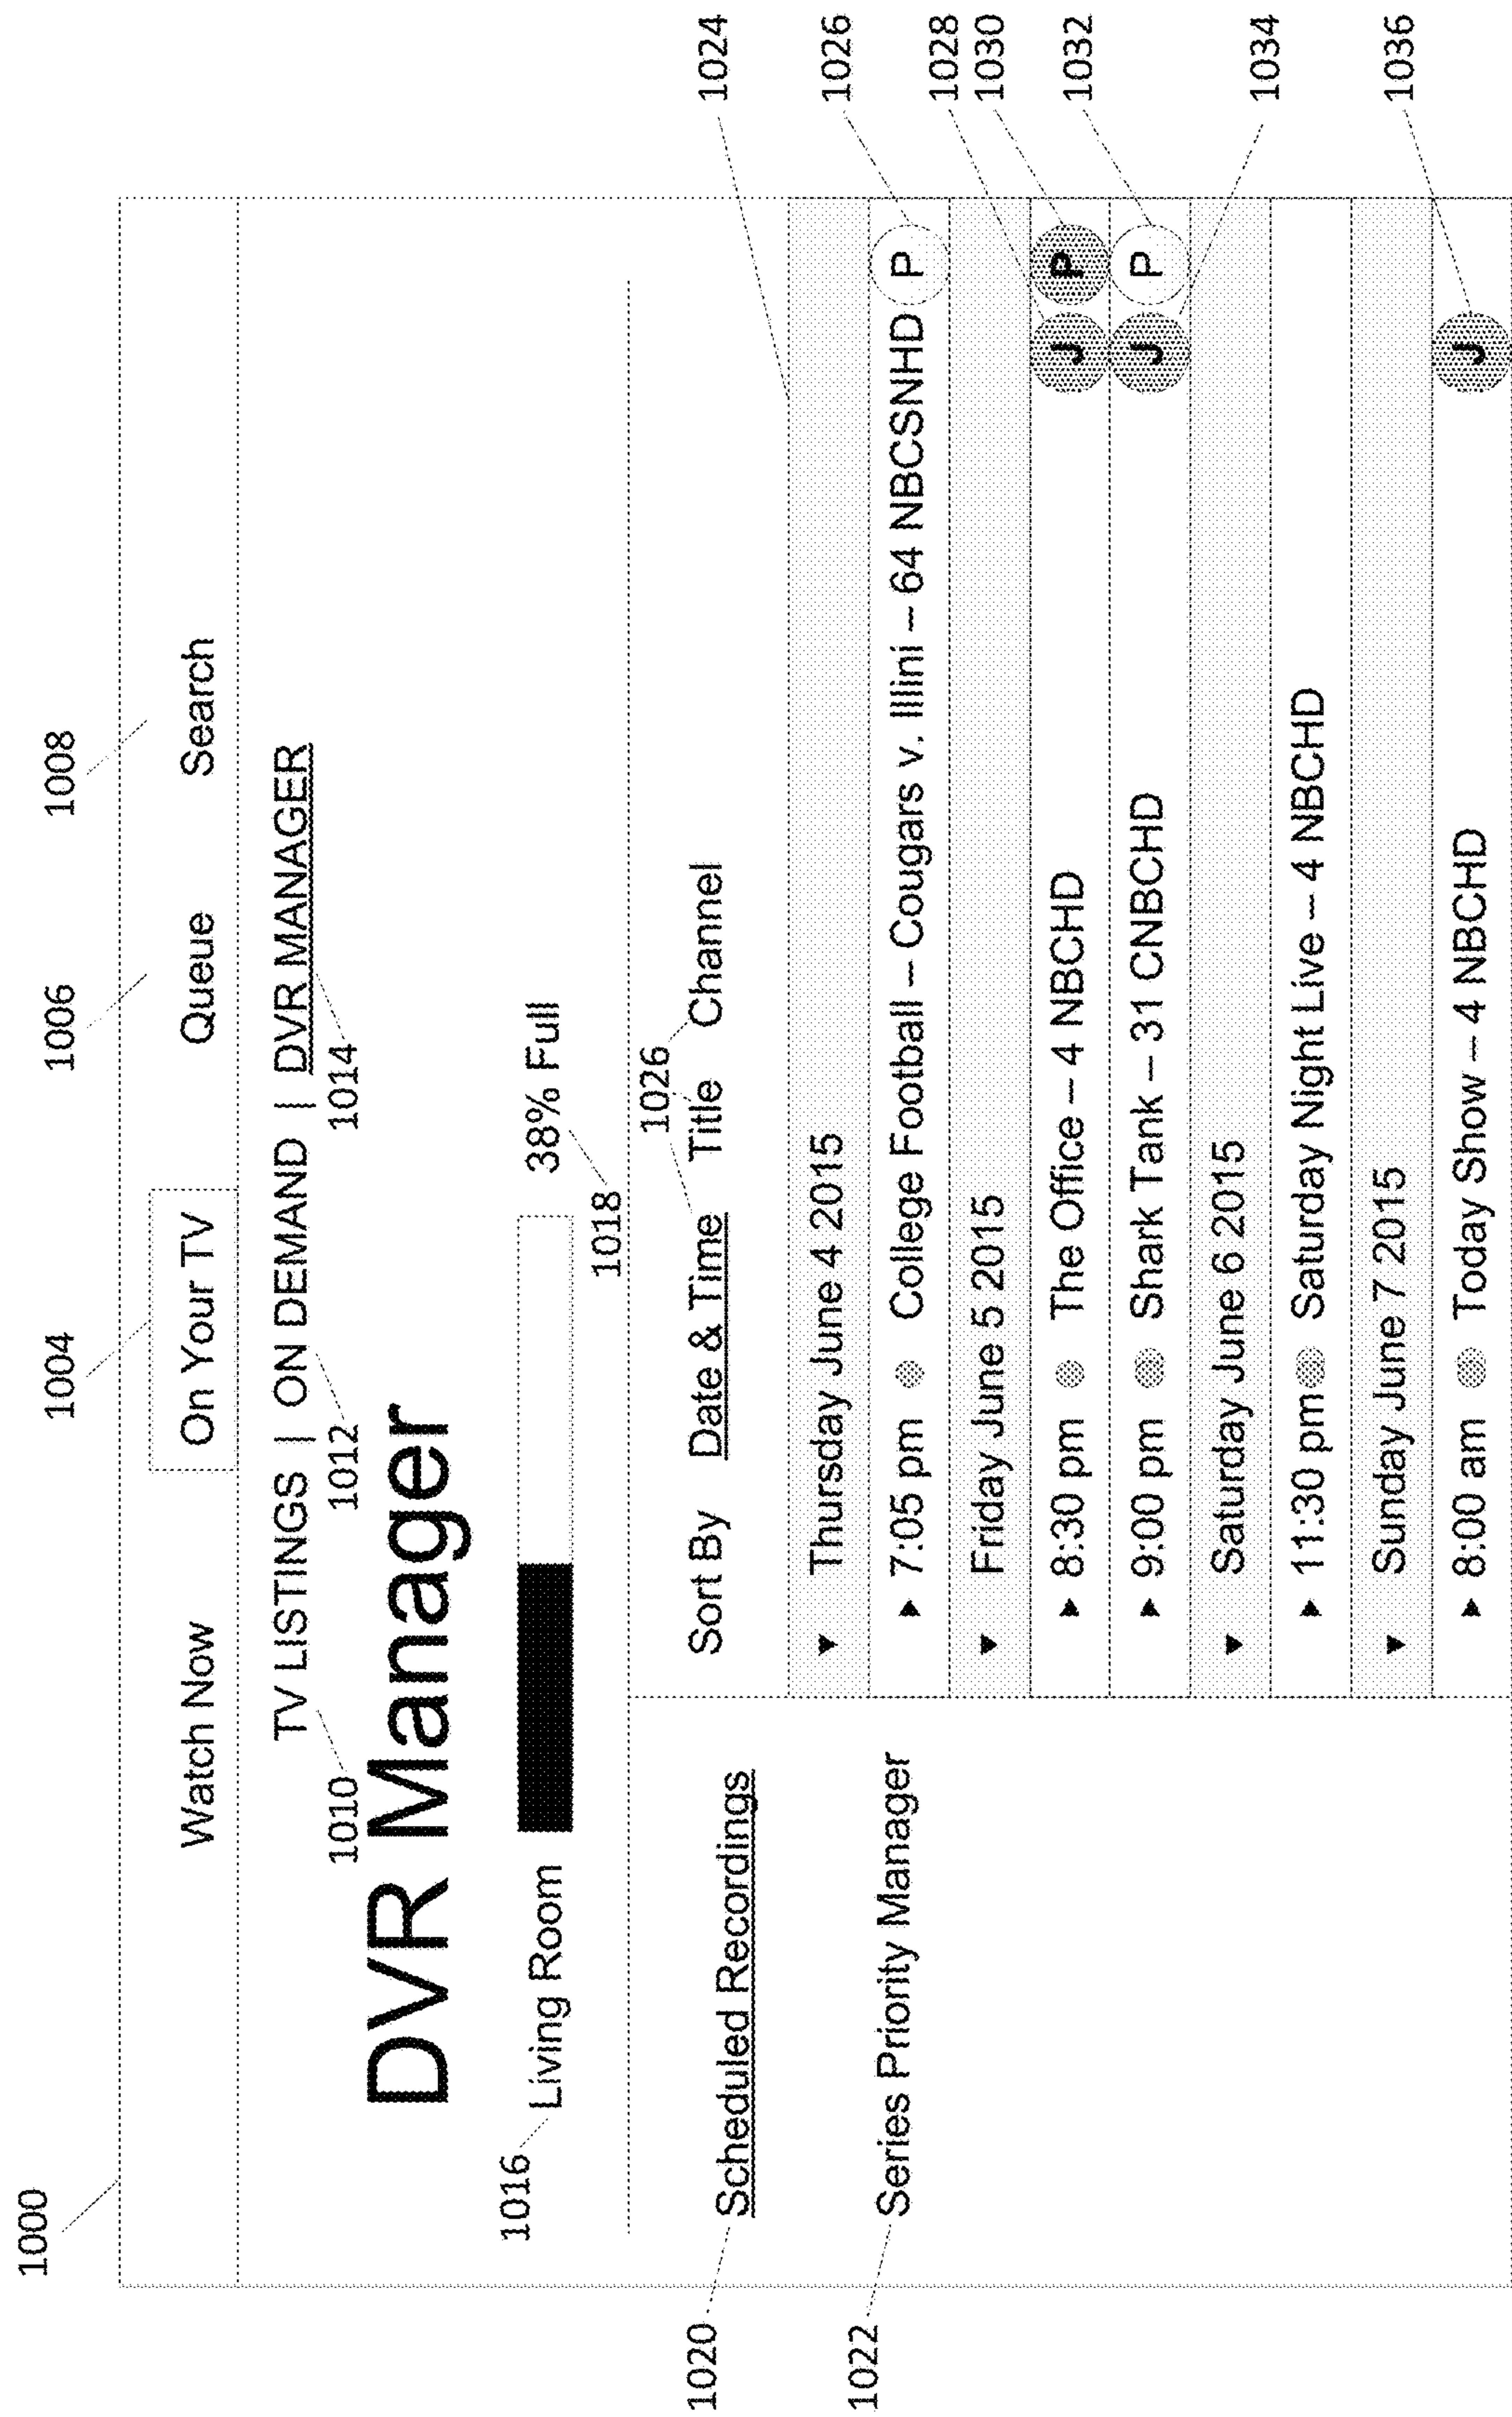 1000
1004
1006
1008
Watch Now On Your TV Queue Search
TV LISTINGS | ON DEMAND | DVR MANAGER
1010 1012 1014
DVR Manager
1016 Living Room 38% Full
1018
1020 Scheduled Recordings
1022 Series Priority Manager
1026
Sort By Date & Time Title Channel
1024
▼ Thursday June 4 2015
► 7:05 pm College Football – Cougars v. Illini – 64 NBCSNHD P 1026
▼ Friday June 5 2015
► 8:30 pm The Office – 4 NBCHD J P 1028 1030
► 9:00 pm Shark Tank – 31 CNBCHD J P 1032 1034
▼ Saturday June 6 2015
► 11:30 pm Saturday Night Live – 4 NBCHD
▼ Sunday June 7 2015
► 8:00 am Today Show – 4 NBCHD J 1036